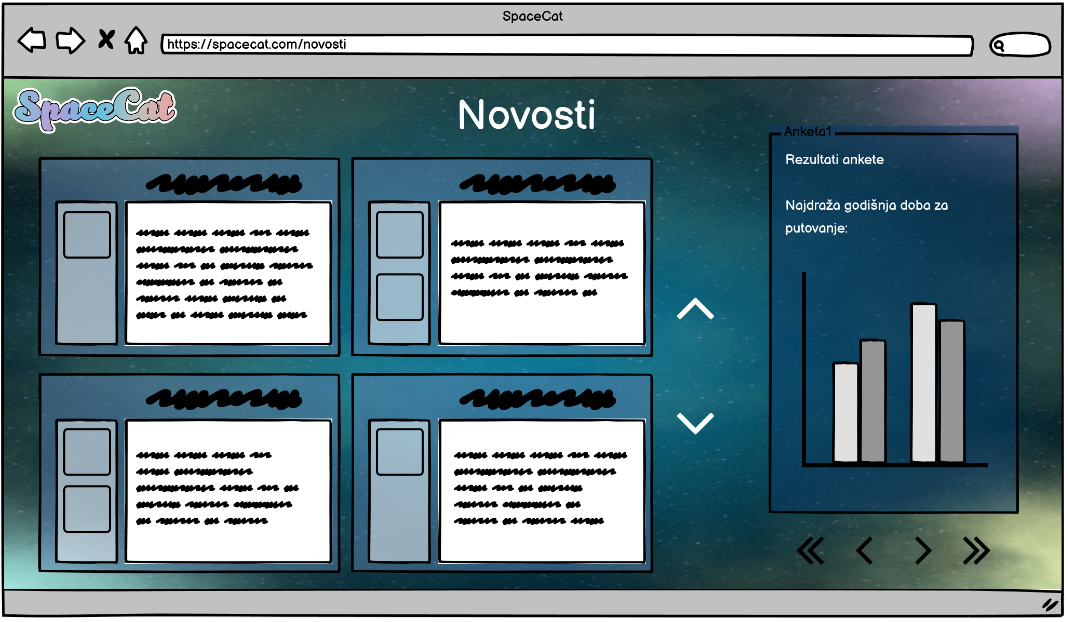 SpaceCat
https://spacecat.com/novosti
SpaceCat
Novosti
Anketa1
Rezultati ankete
Najdraža godišnja doba za
putovanje: